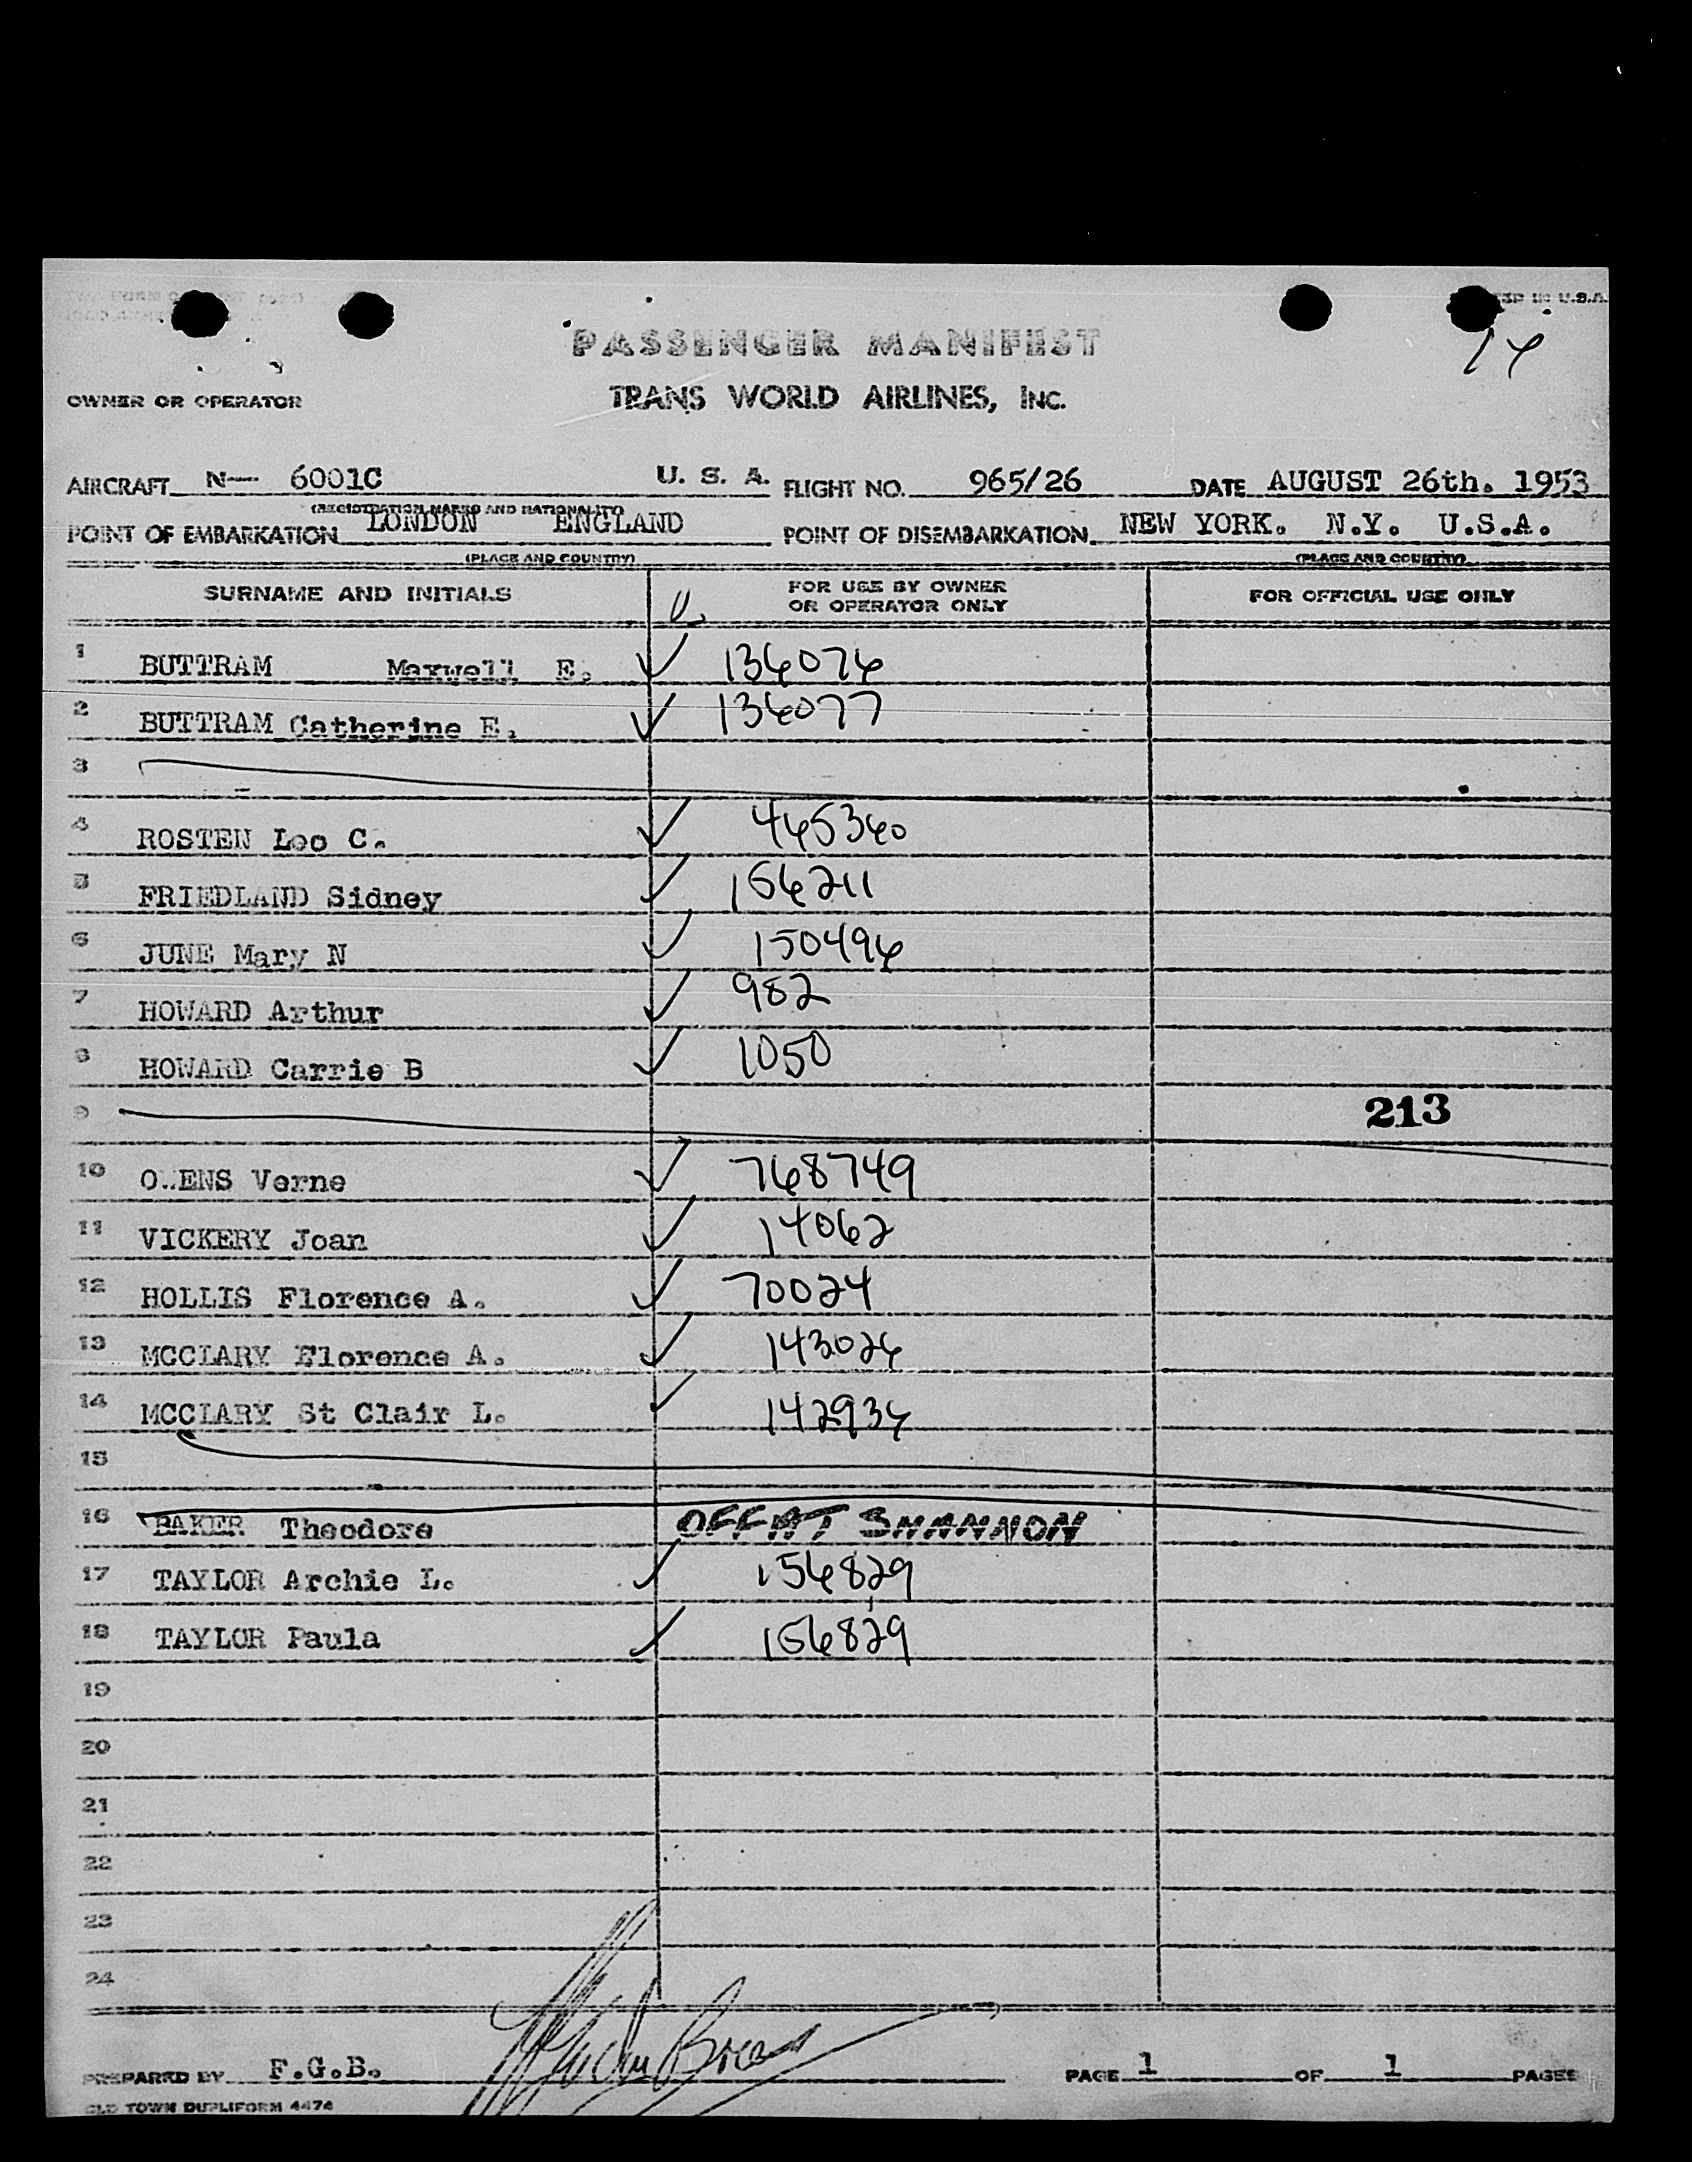 PASSENGER MANIFEST
14
OWNER OR OPERATOR TRANS WORLD AIRLINES, INC.
AIRCRAFT N— 6001C U. S. A. FLIGHT NO. 965/26 DATE AUGUST 26th. 1953
(REGISTRATION MARKS AND NATIONALITY)
POINT OF EMBARKATION LONDON ENGLAND POINT OF DISEMBARKATION NEW YORK. N.Y. U.S.A.
(PLACE AND COUNTRY) (PLACE AND COUNTRY)
SURNAME AND INITIALS FOR USE BY OWNER OR OPERATOR ONLY FOR OFFICIAL USE ONLY
1 BUTTRAM Maxwell E. ✓ 136076
2 BUTTRAM Catherine E. ✓ 136077
3
4 ROSTEN Leo C. ✓ 465360
5 FRIEDLAND Sidney ✓ 156211
6 JUNE Mary N ✓ 150496
7 HOWARD Arthur ✓ 982
8 HOWARD Carrie B ✓ 1050
9 213
10 OWENS Verne ✓ 768749
11 VICKERY Joan ✓ 14062
12 HOLLIS Florence A. ✓ 70024
13 MCCLARY Florence A. ✓ 143026
14 MCCLARY St Clair L. ✓ 142936
15
16 BAKER Theodore OFF AT SHANNON
17 TAYLOR Archie L. ✓ 156829
18 TAYLOR Paula ✓ 156829
19
20
21
22
23
24
PREPARED BY F.G.B. PAGE 1 OF 1 PAGES
OLD TOWN DUPLIFORM 4474